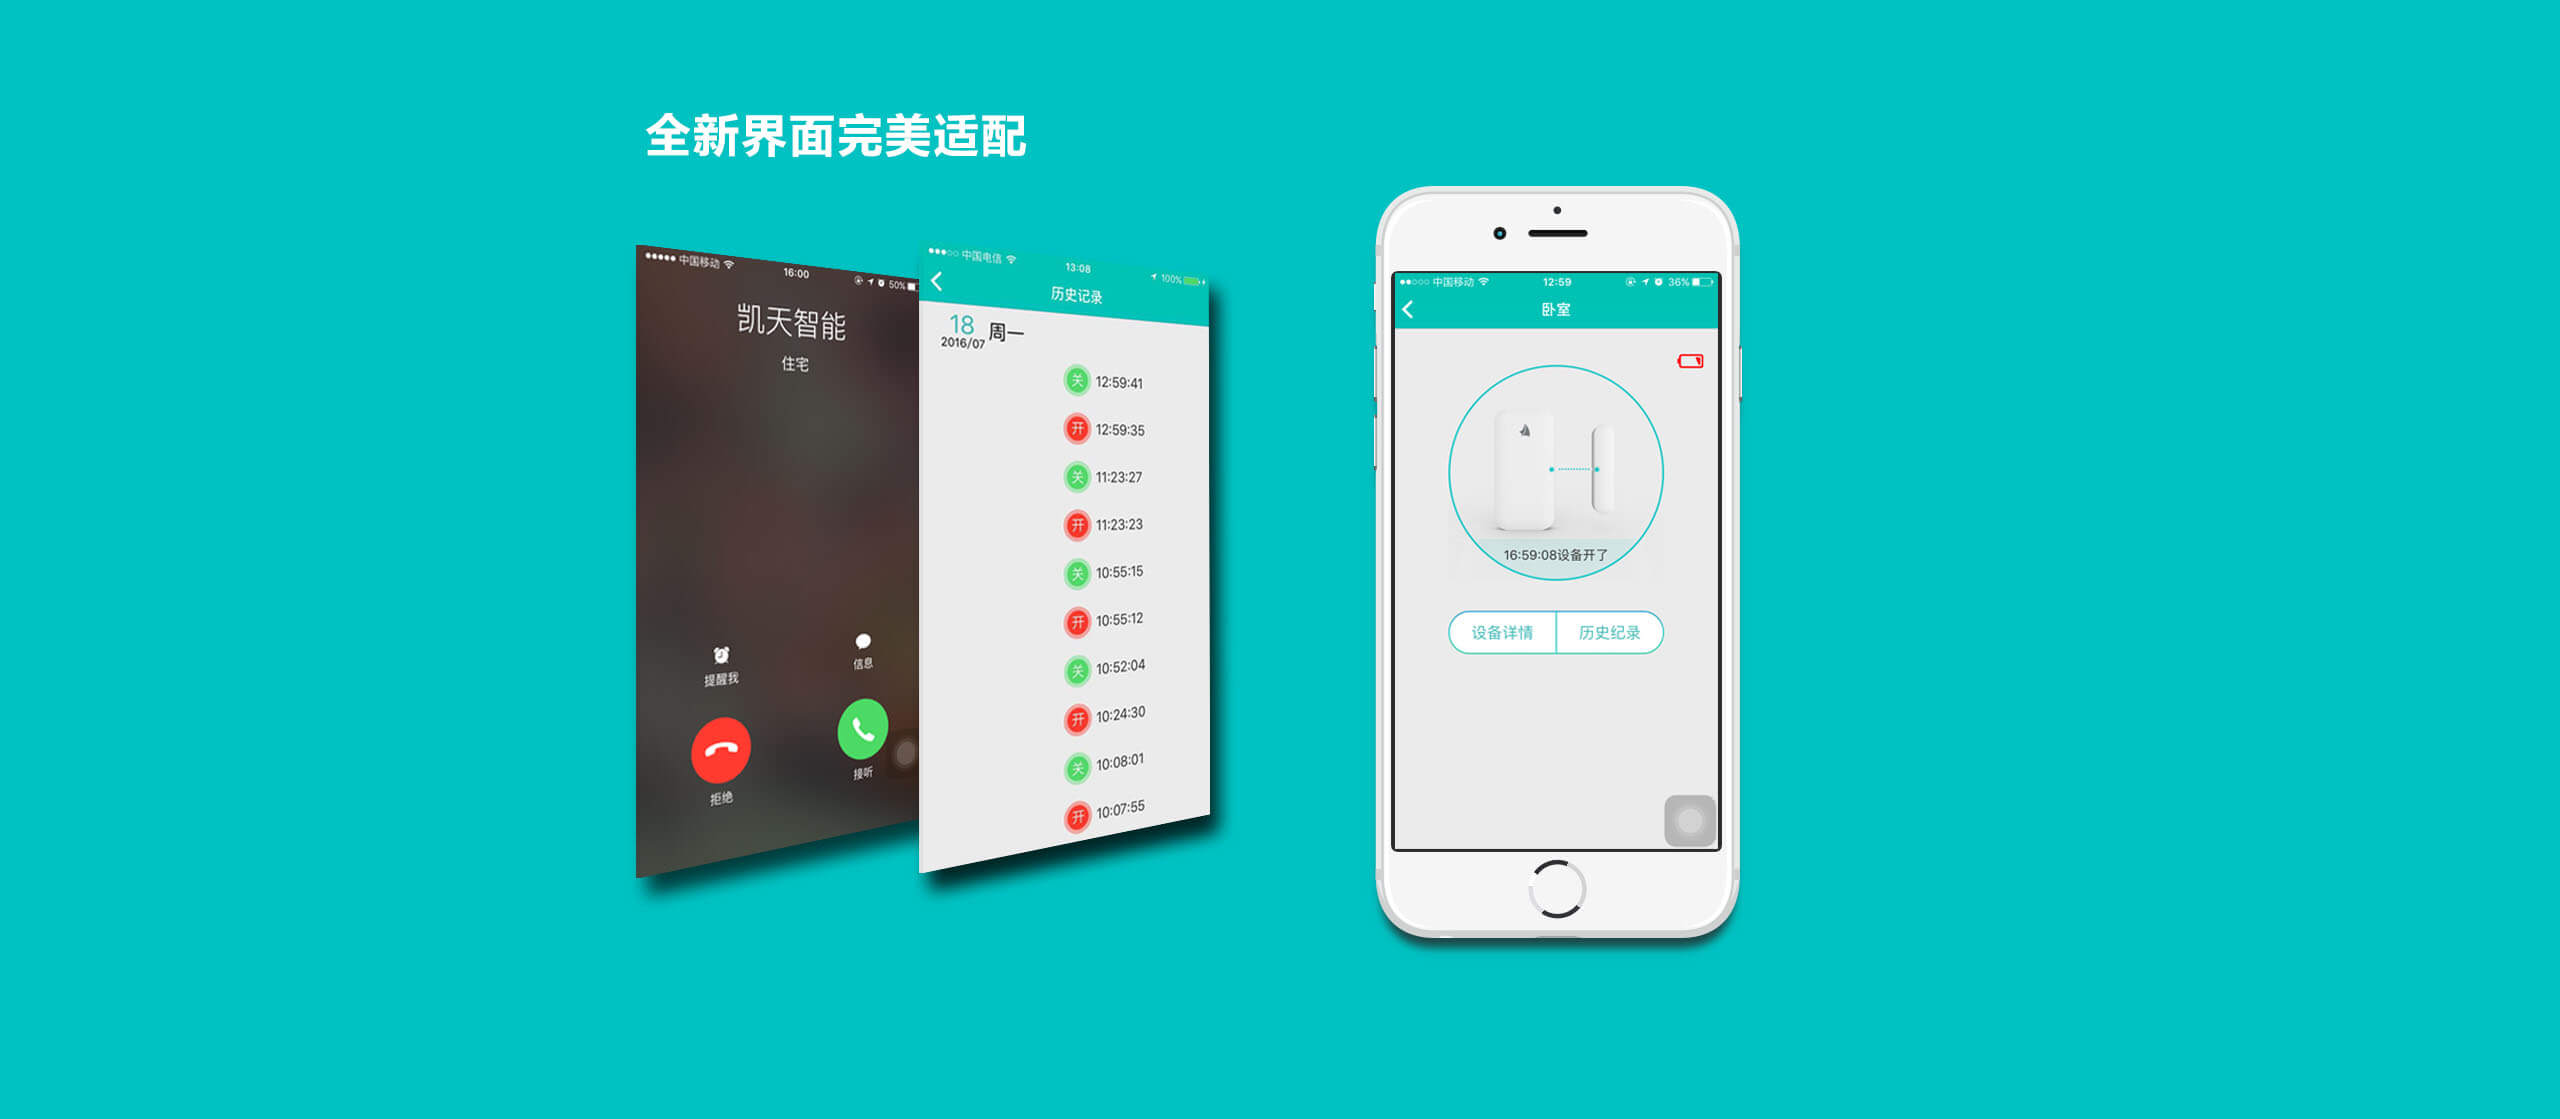 全新界面完美适配
中国移动 16:00 50%
凯天智能
住宅
提醒我 信息
拒绝 接听
中国电信 13:08 100%
历史记录
18 周一
2016/07
关 12:59:41
开 12:59:35
关 11:23:27
开 11:23:23
关 10:55:15
开 10:55:12
关 10:52:04
开 10:24:30
关 10:08:01
开 10:07:55
中国移动 12:59 36%
卧室
16:59:08设备开了
设备详情 历史纪录